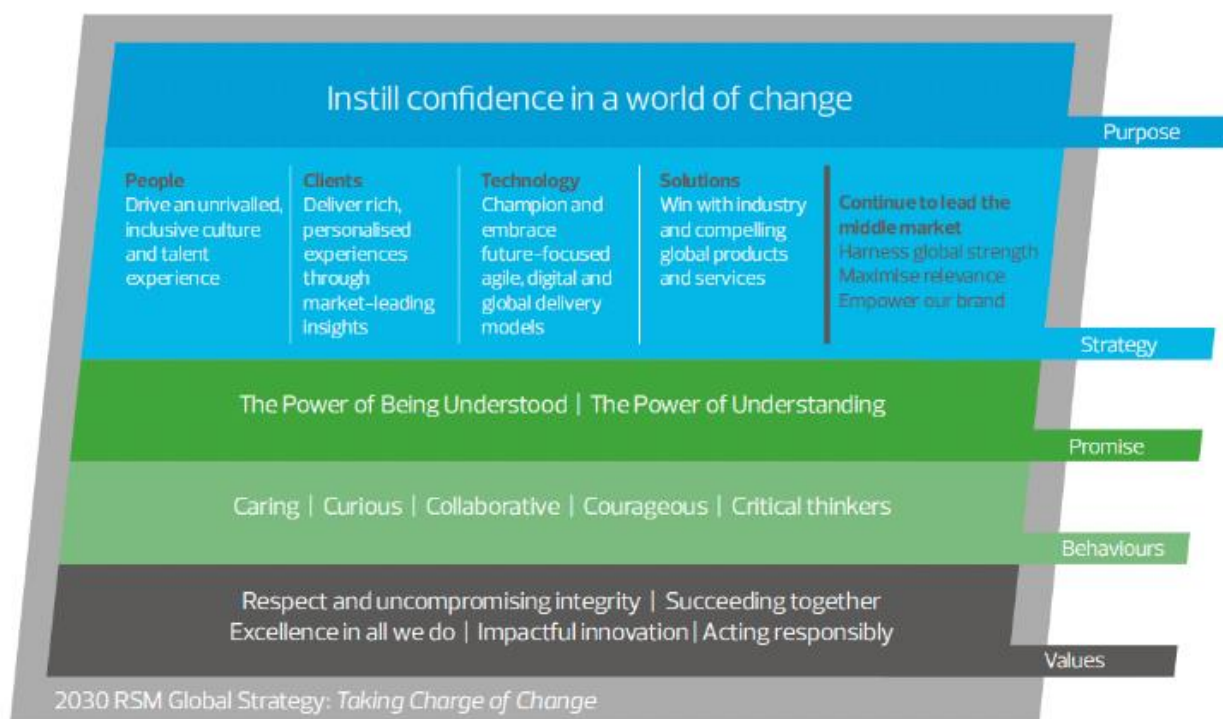 Instill confidence in a world of change
Purpose
People
Drive an unrivalled,
inclusive culture
and talent
experience
Clients
Deliver rich,
personalised
experiences
through
market-leading
insights
Technology
Champion and
embrace
future-focused
agile, digital and
global delivery
models
Solutions
Win with industry
and compelling
global products
and services
Continue to lead the
middle market
Harness global strength
Maximise relevance
Empower our brand
Strategy
The Power of Being Understood | The Power of Understanding
Promise
Caring | Curious | Collaborative | Courageous | Critical thinkers
Behaviours
Respect and uncompromising integrity | Succeeding together
Excellence in all we do | Impactful innovation | Acting responsibly
Values
2030 RSM Global Strategy: Taking Charge of Change